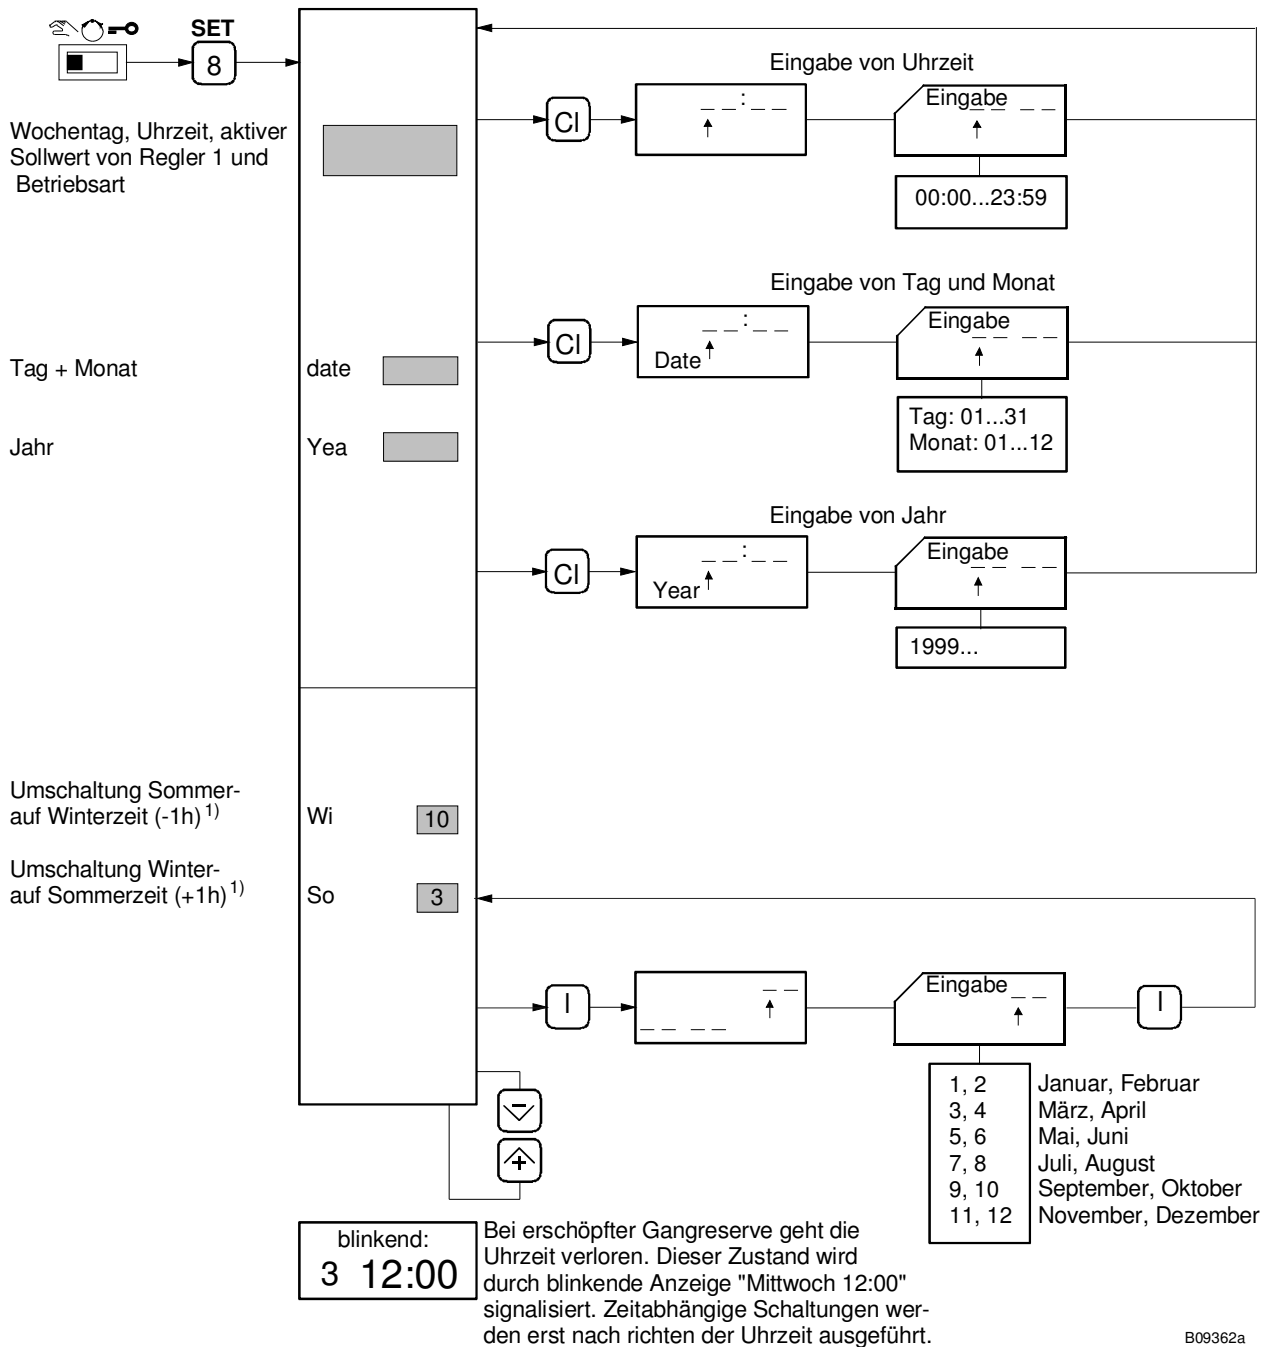 SET
8
Wochentag, Uhrzeit, aktiver
Sollwert von Regler 1 und
Betriebsart
Eingabe von Uhrzeit
CI
_ _ : _ _
Eingabe
_ _ _ _
00:00...23:59
Eingabe von Tag und Monat
Tag + Monat
date
CI
_ _ : _ _
Date
Eingabe
_ _ _ _
Tag: 01...31
Monat: 01...12
Jahr
Yea
Eingabe von Jahr
CI
_ _ : _ _
Year
Eingabe
_ _ _ _
1999...
Umschaltung Sommer-
auf Winterzeit (-1h) 1)
Wi 10
Umschaltung Winter-
auf Sommerzeit (+1h) 1)
So 3
I
_ _
_ _ _ _
Eingabe
_ _
I
1, 2 Januar, Februar
3, 4 März, April
5, 6 Mai, Juni
7, 8 Juli, August
9, 10 September, Oktober
11, 12 November, Dezember
-
+
blinkend:
3 12:00
Bei erschöpfter Gangreserve geht die
Uhrzeit verloren. Dieser Zustand wird
durch blinkende Anzeige "Mittwoch 12:00"
signalisiert. Zeitabhängige Schaltungen wer-
den erst nach richten der Uhrzeit ausgeführt.
B09362a